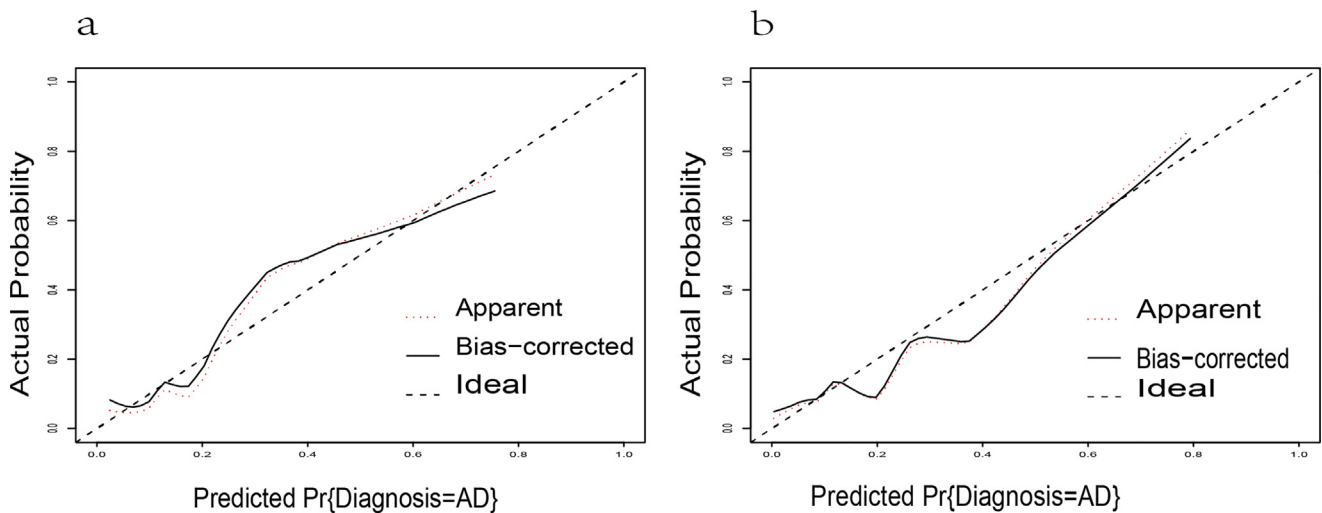 a
b
Actual Probability
1.0
0.8
0.6
0.4
0.2
0.0
Apparent
Bias-corrected
Ideal
0.0 0.2 0.4 0.6 0.8 1.0
Predicted Pr{Diagnosis=AD}
Actual Probability
1.0
0.8
0.6
0.4
0.2
0.0
Apparent
Bias-corrected
Ideal
0.0 0.2 0.4 0.6 0.8 1.0
Predicted Pr{Diagnosis=AD}